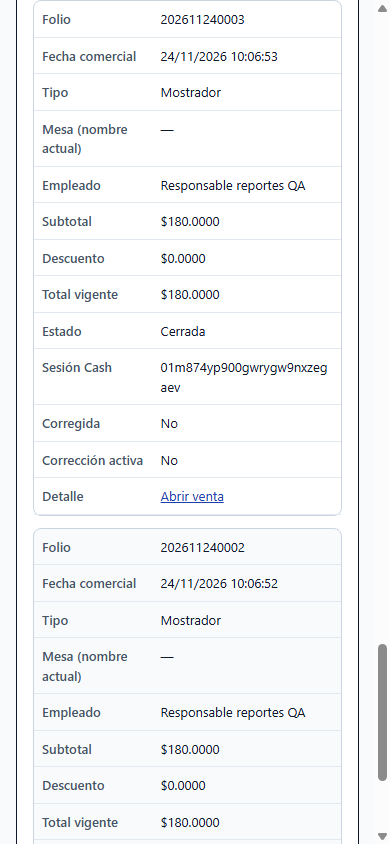 Folio 202611240003
Fecha comercial 24/11/2026 10:06:53
Tipo Mostrador
Mesa (nombre actual) —
Empleado Responsable reportes QA
Subtotal $180.0000
Descuento $0.0000
Total vigente $180.0000
Estado Cerrada
Sesión Cash 01m874yp900gwrygw9nxzeg
aev
Corregida No
Corrección activa No
Detalle Abrir venta
Folio 202611240002
Fecha comercial 24/11/2026 10:06:52
Tipo Mostrador
Mesa (nombre actual) —
Empleado Responsable reportes QA
Subtotal $180.0000
Descuento $0.0000
Total vigente $180.0000